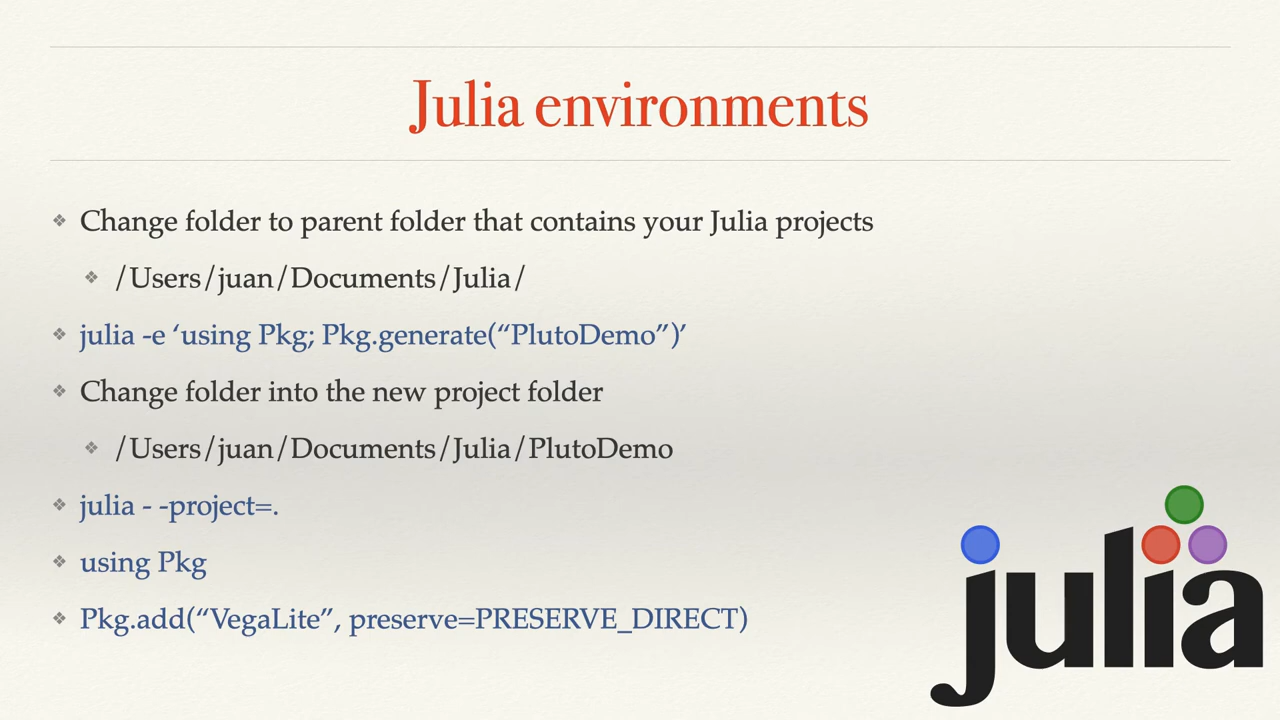 Julia environments
Change folder to parent folder that contains your Julia projects
/Users/juan/Documents/Julia/
julia -e ‘using Pkg; Pkg.generate(“PlutoDemo”)’
Change folder into the new project folder
/Users/juan/Documents/Julia/PlutoDemo
julia - -project=.
using Pkg
Pkg.add(“VegaLite”, preserve=PRESERVE_DIRECT)
julia